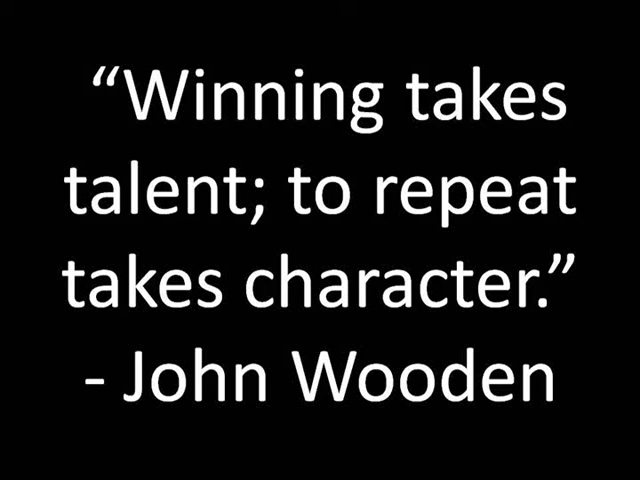 “Winning takes
talent; to repeat
takes character.”
- John Wooden